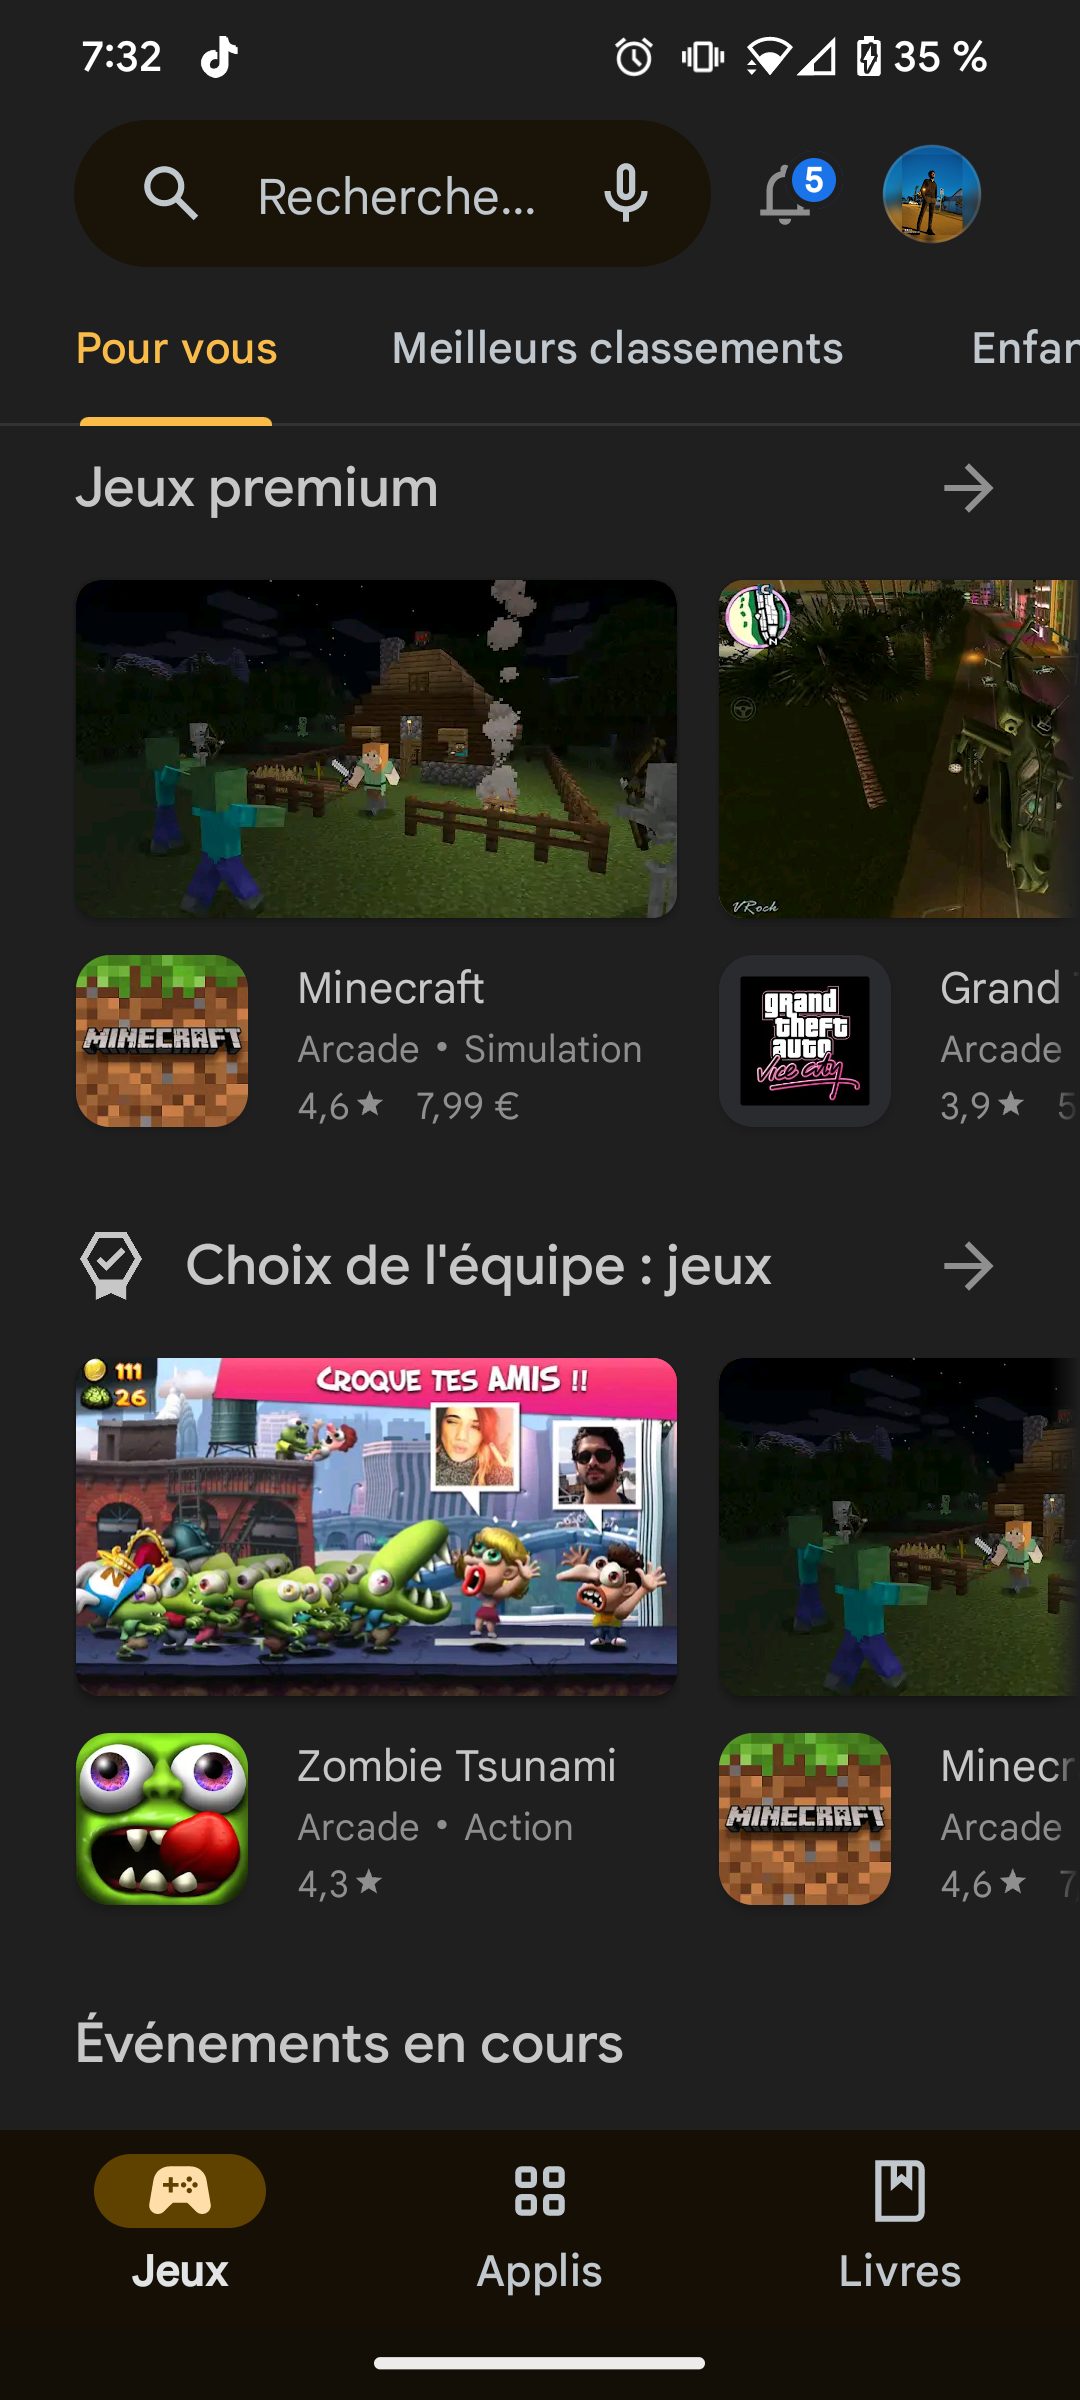 7:32
35 %
Recherche...
5
Pour vous
Meilleurs classements
Enfan
Jeux premium
VRock
MINECRAFT
Minecraft
Arcade • Simulation
4,6★ 7,99 €
grand
theft
auto
vice city
Grand
Arcade
3,9★ 5
Choix de l'équipe : jeux
111
26
CROQUE TES AMIS !!
Zombie Tsunami
Arcade • Action
4,3★
MINECRAFT
Minecr
Arcade
4,6★ 7
Événements en cours
Jeux
Applis
Livres